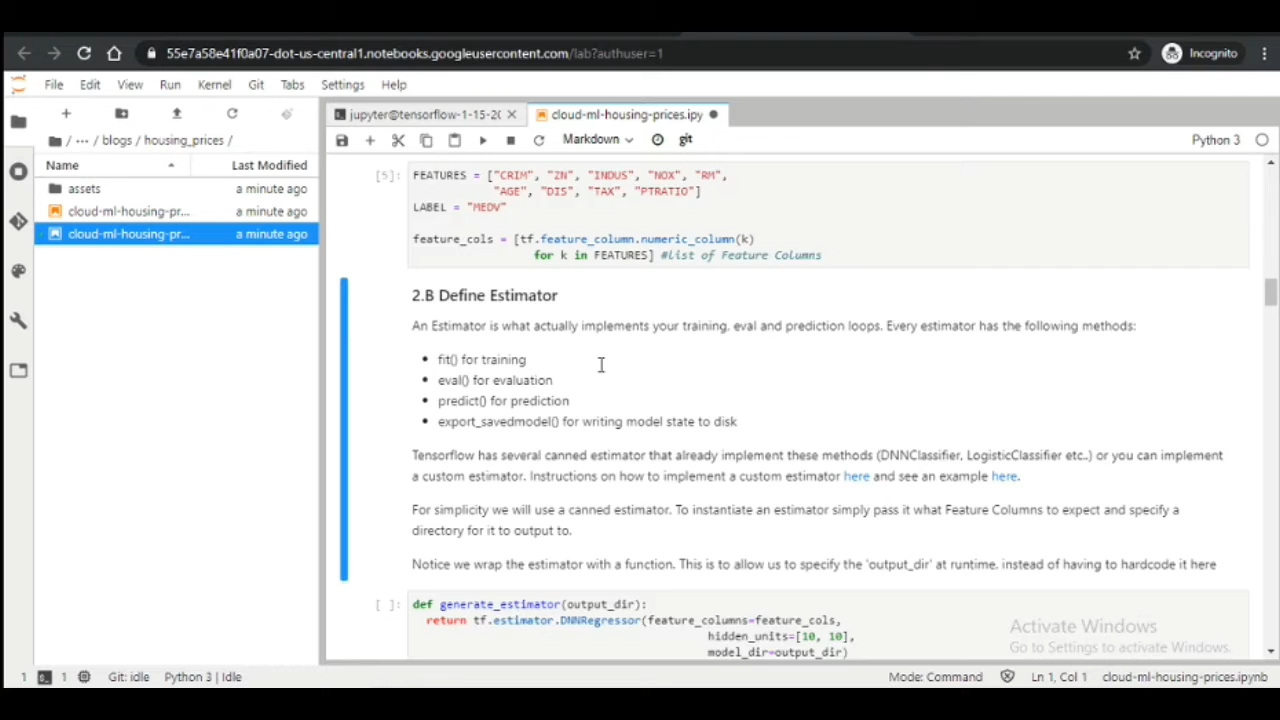 55e7a58e41f0a07-dot-us-central1.notebooks.googleusercontent.com/lab?authuser=1
Incognito
File Edit View Run Kernel Git Tabs Settings Help
jupyter@tensorflow-1-15-2(
cloud-ml-housing-prices.ipy
/ ··· / blogs / housing_prices /
Markdown
git
Python 3
Name
Last Modified
assets a minute ago
cloud-ml-housing-pr... a minute ago
cloud-ml-housing-pr... a minute ago
[5]:
FEATURES = ["CRIM", "ZN", "INDUS", "NOX", "RM",
"AGE", "DIS", "TAX", "PTRATIO"]
LABEL = "MEDV"
feature_cols = [tf.feature_column.numeric_column(k)
for k in FEATURES] #list of Feature Columns
2.B Define Estimator
An Estimator is what actually implements your training, eval and prediction loops. Every estimator has the following methods:
• fit() for training
• eval() for evaluation
• predict() for prediction
• export_savedmodel() for writing model state to disk
Tensorflow has several canned estimator that already implement these methods (DNNClassifier, LogisticClassifier etc..) or you can implement
a custom estimator. Instructions on how to implement a custom estimator here and see an example here.
For simplicity we will use a canned estimator. To instantiate an estimator simply pass it what Feature Columns to expect and specify a
directory for it to output to.
Notice we wrap the estimator with a function. This is to allow us to specify the 'output_dir' at runtime, instead of having to hardcode it here
[ ]:
def generate_estimator(output_dir):
return tf.estimator.DNNRegressor(feature_columns=feature_cols,
hidden_units=[10, 10],
model_dir=output_dir)
Activate Windows
Go to Settings to activate Windows.
1 1 Git: idle Python 3 | Idle
Mode: Command Ln 1, Col 1 cloud-ml-housing-prices.ipynb